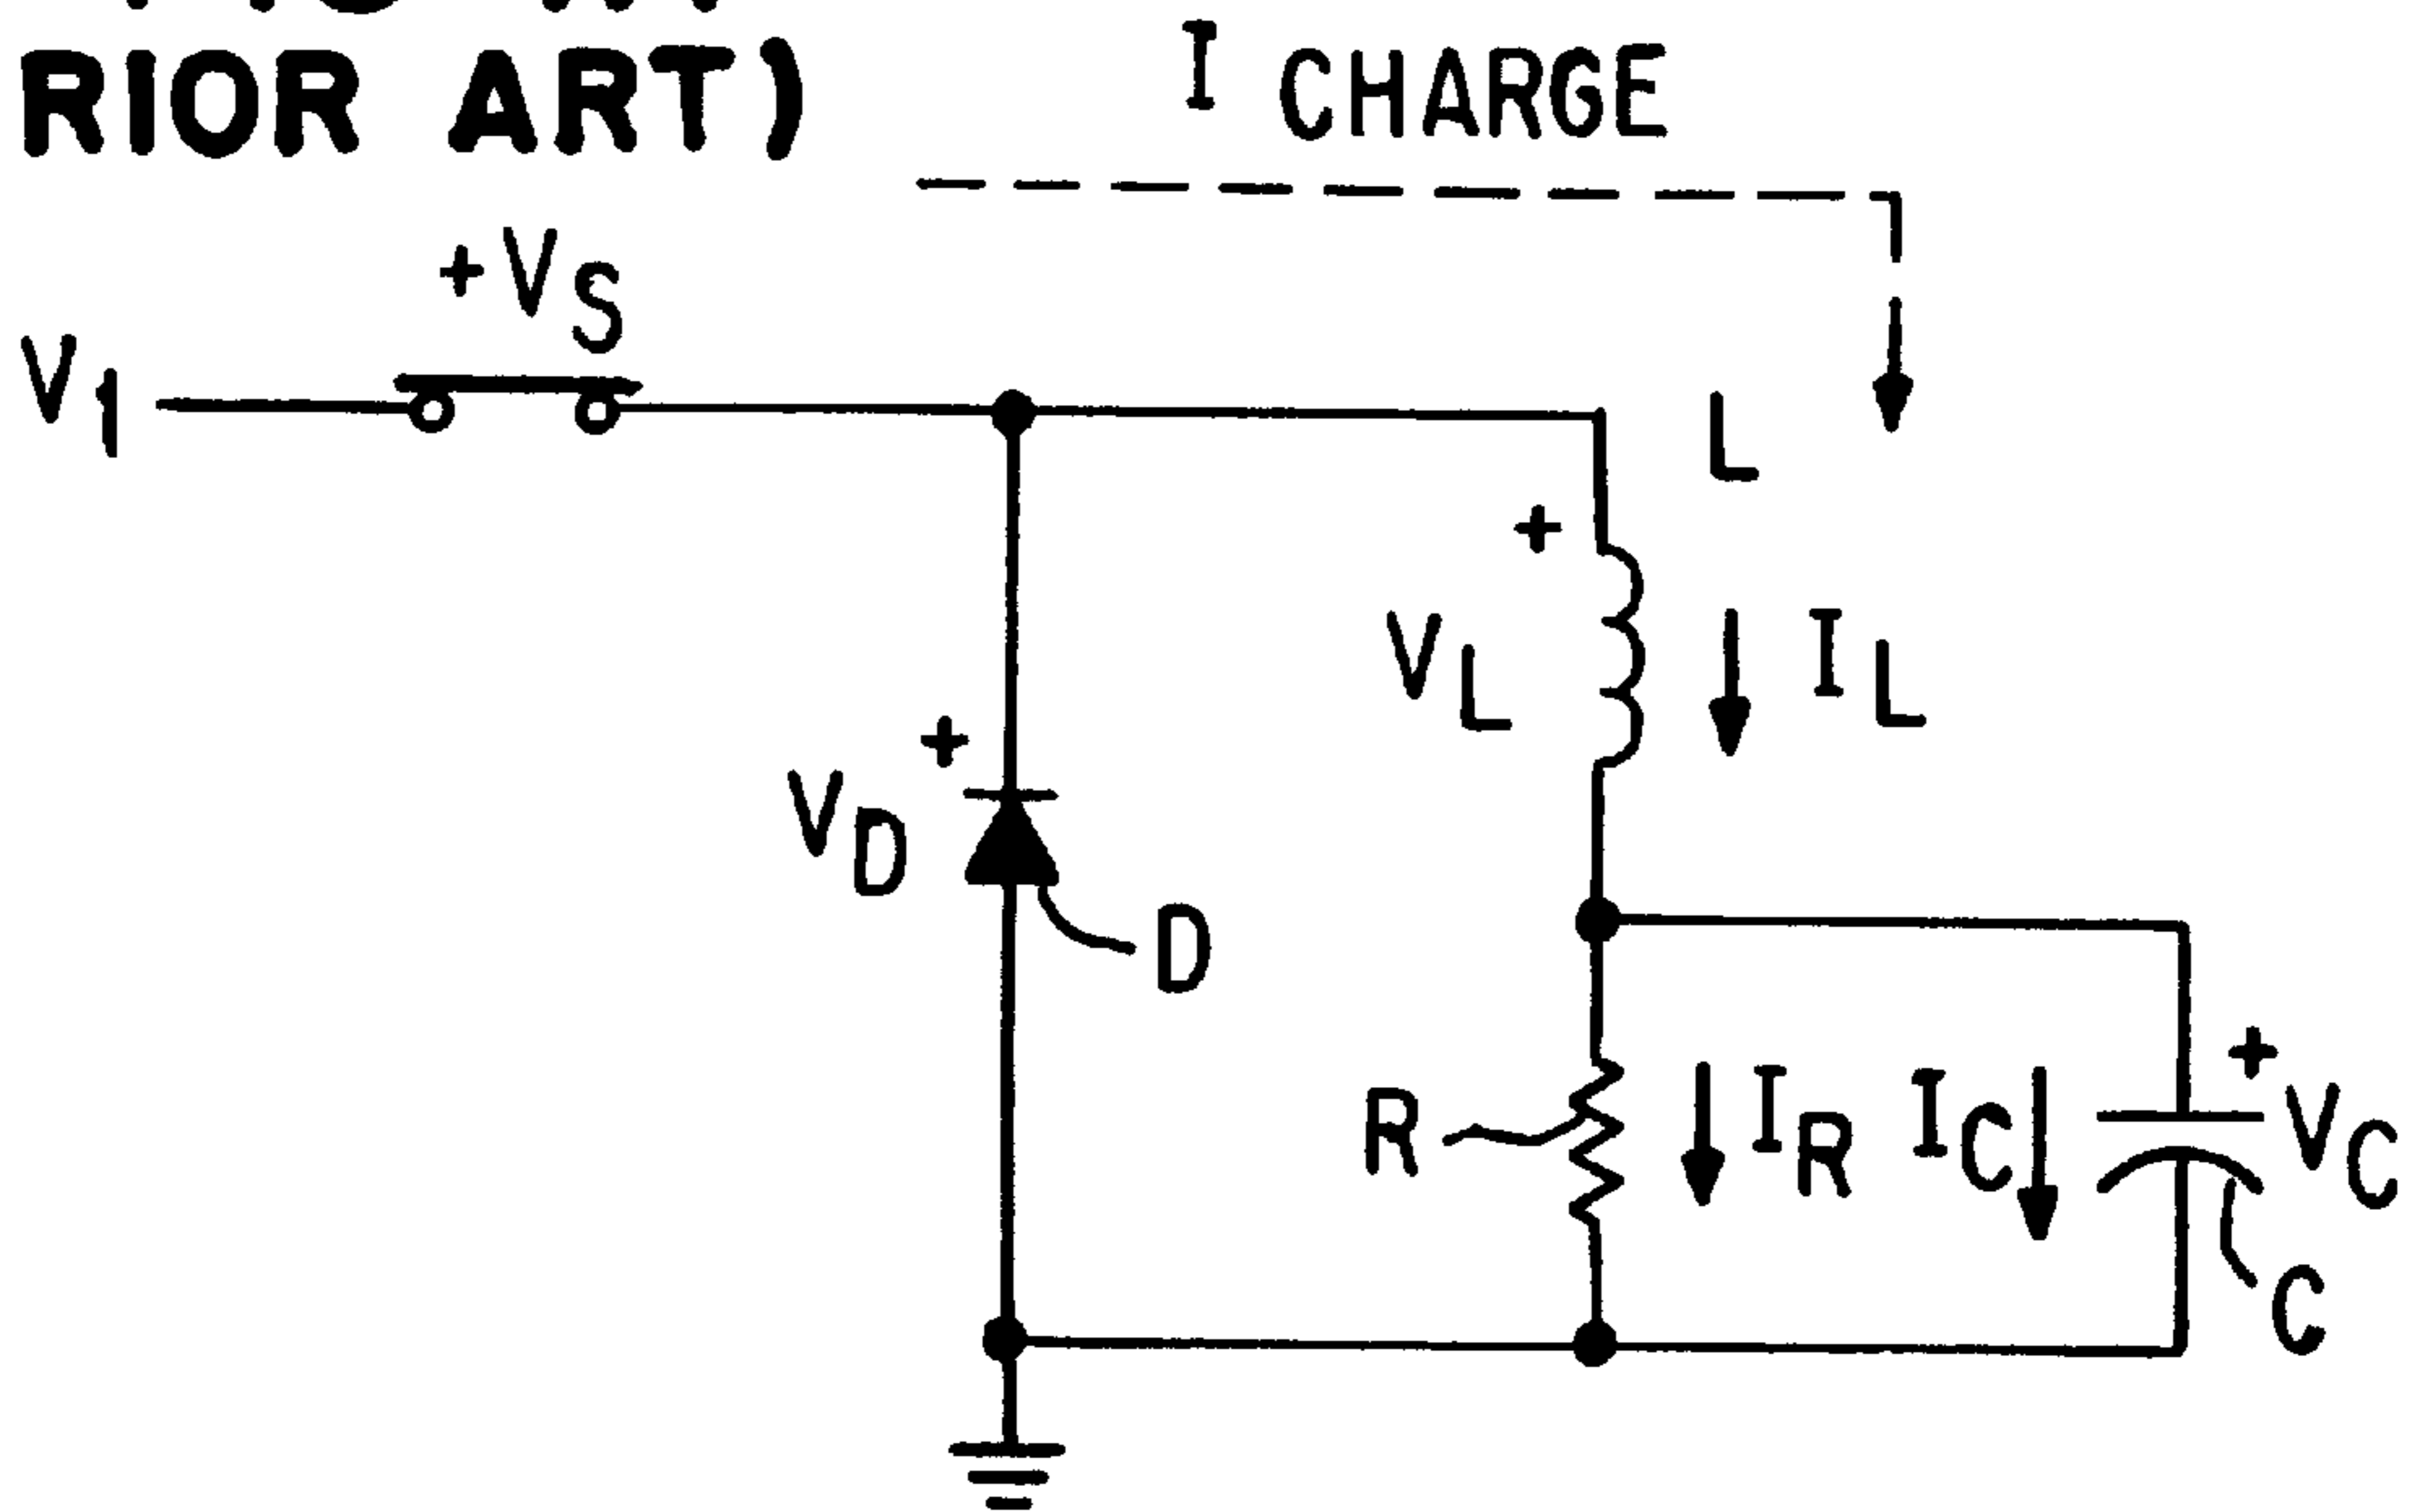 RIOR ART)
I CHARGE
+VS
V1
L
+
VL
IL
+
VD
D
+
R
IR
IC
VC
C